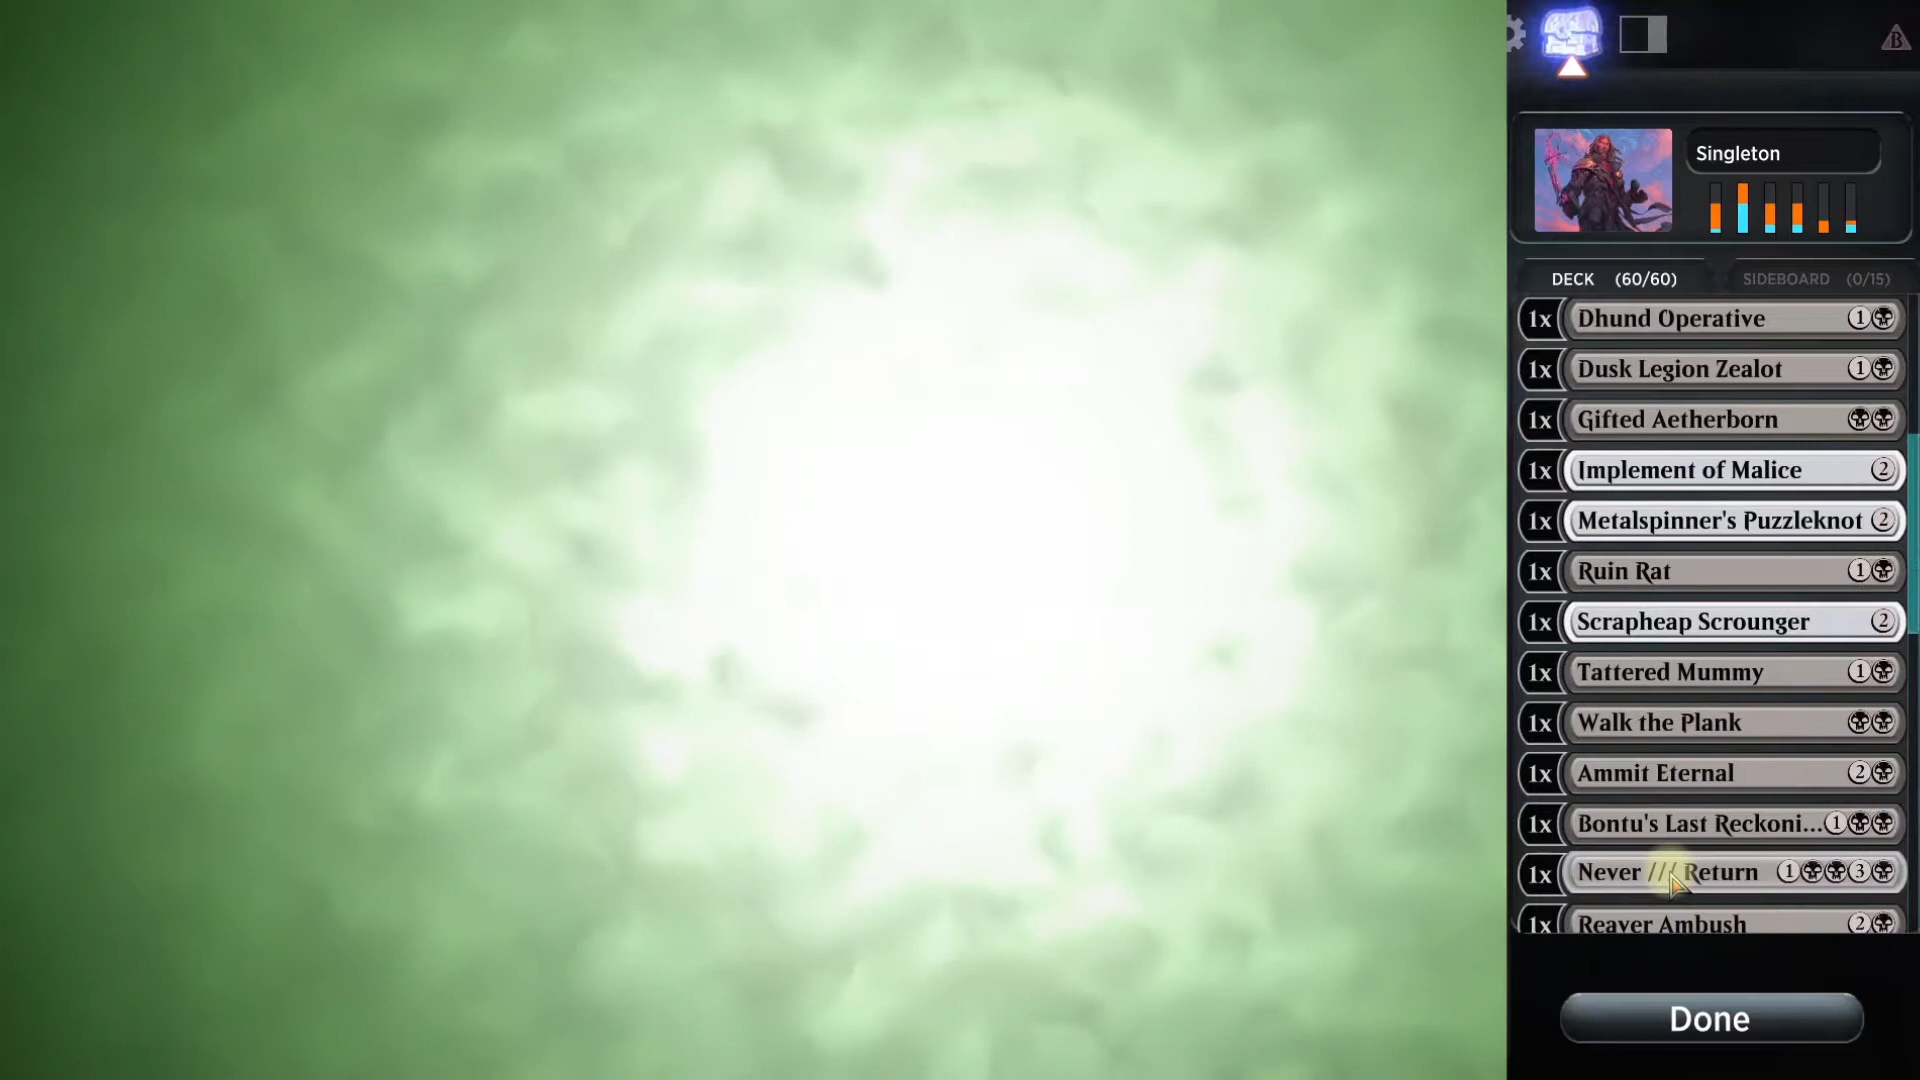 B
Singleton
DECK (60/60) SIDEBOARD (0/15)
1x Dhund Operative 1
1x Dusk Legion Zealot 1
1x Gifted Aetherborn
1x Implement of Malice 2
1x Metalspinner's Puzzleknot 2
1x Ruin Rat 1
1x Scrapheap Scrounger 2
1x Tattered Mummy 1
1x Walk the Plank
1x Ammit Eternal 2
1x Bontu's Last Reckoni... 1
1x Never /// Return 1 3
1x Reaver Ambush 2
Done